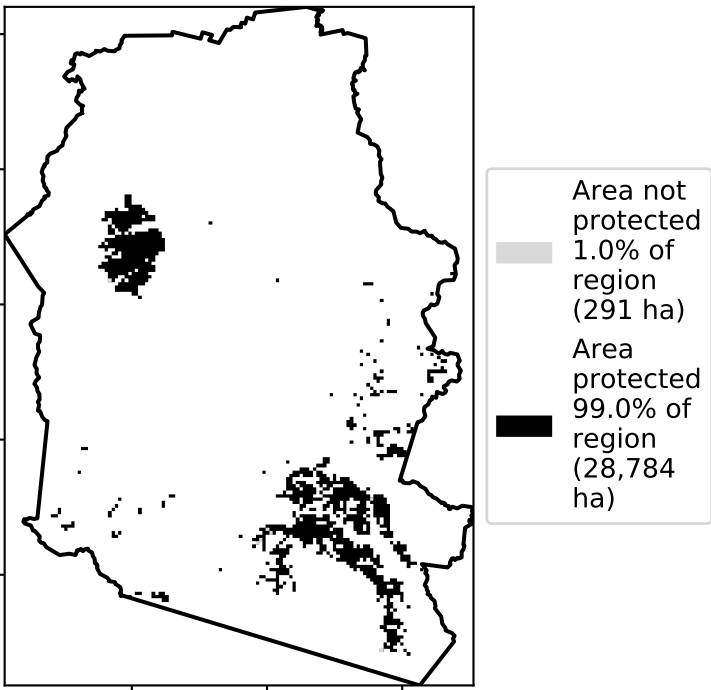 Area not
protected
1.0% of
region
(291 ha)
Area
protected
99.0% of
region
(28,784
ha)